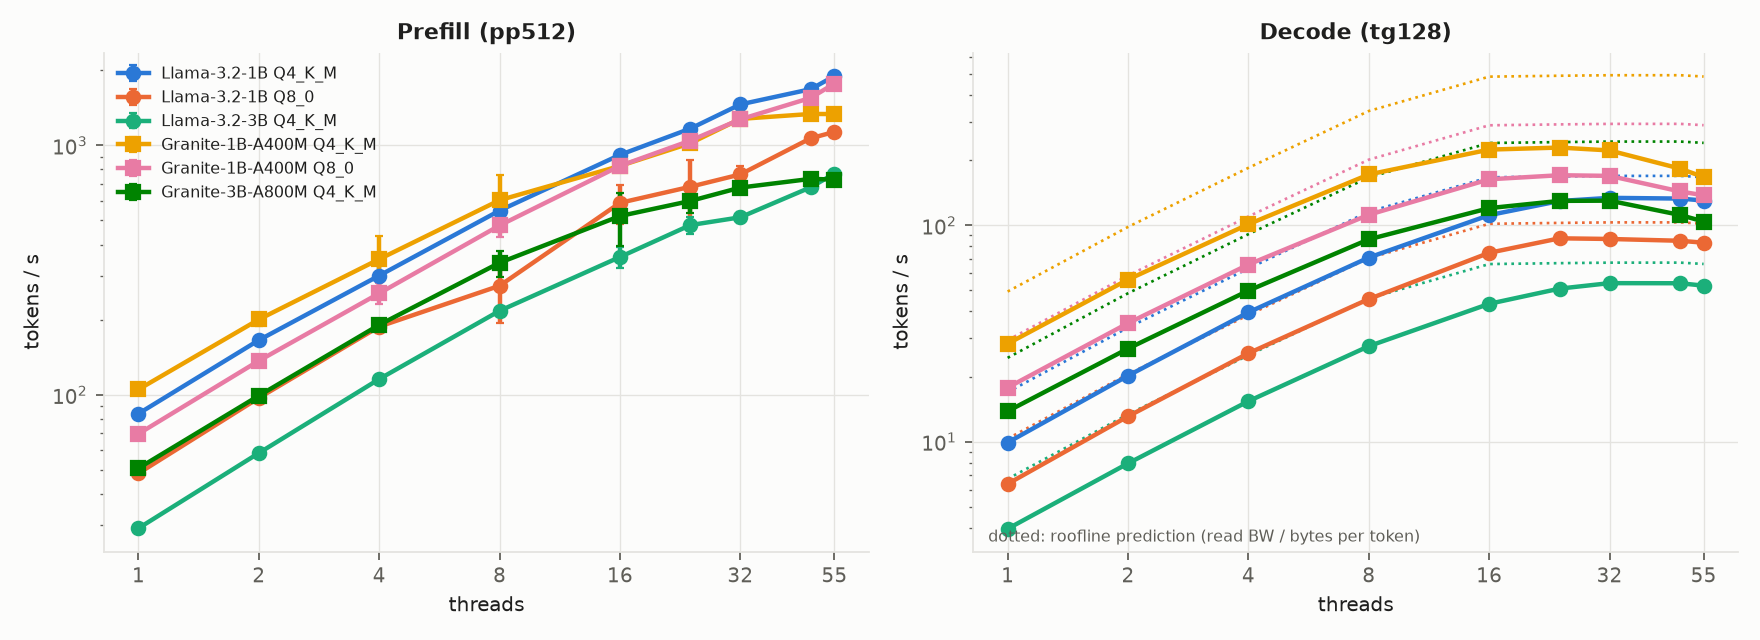 Prefill (pp512)
Llama-3.2-1B Q4_K_M
Llama-3.2-1B Q8_0
Llama-3.2-3B Q4_K_M
Granite-1B-A400M Q4_K_M
Granite-1B-A400M Q8_0
Granite-3B-A800M Q4_K_M
10³
10²
tokens / s
1 2 4 8 16 32 55
threads
Decode (tg128)
10²
10¹
tokens / s
dotted: roofline prediction (read BW / bytes per token)
1 2 4 8 16 32 55
threads